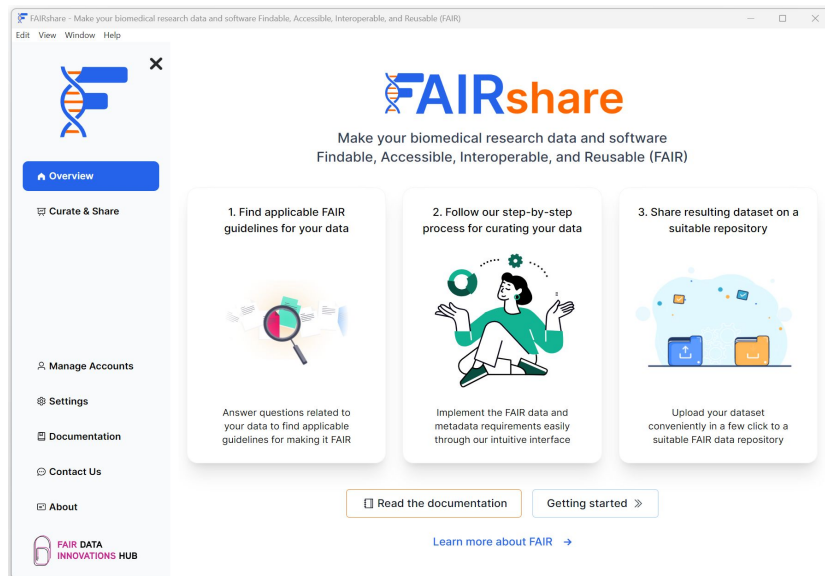 FAIRshare - Make your biomedical research data and software Findable, Accessible, Interoperable, and Reusable (FAIR)
Edit View Window Help
Overview
Curate & Share
Manage Accounts
Settings
Documentation
Contact Us
About
FAIR DATA
INNOVATIONS HUB
FAIRshare
Make your biomedical research data and software
Findable, Accessible, Interoperable, and Reusable (FAIR)
1. Find applicable FAIR
guidelines for your data
Answer questions related to
your data to find applicable
guidelines for making it FAIR
2. Follow our step-by-step
process for curating your data
Implement the FAIR data and
metadata requirements easily
through our intuitive interface
3. Share resulting dataset on a
suitable repository
Upload your dataset
conveniently in a few click to a
suitable FAIR data repository
Read the documentation
Getting started
Learn more about FAIR